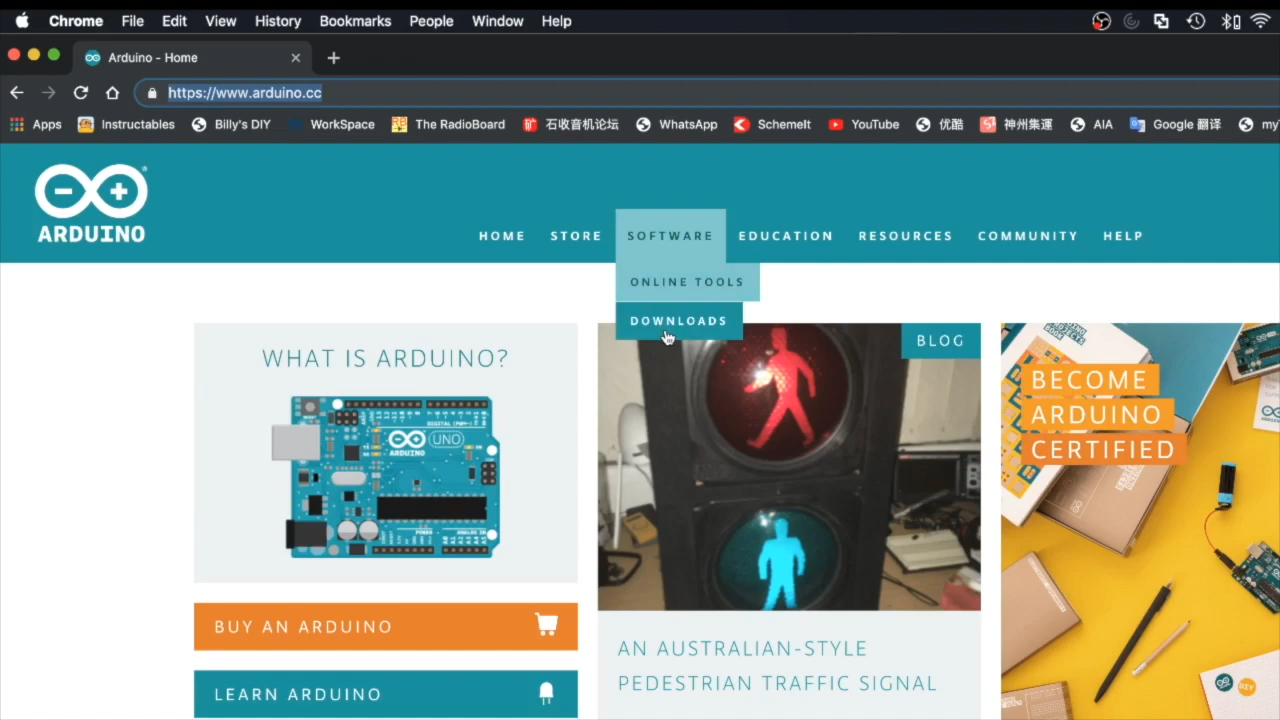 Chrome File Edit View History Bookmarks People Window Help
Arduino - Home
https://www.arduino.cc
Apps Instructables Billy's DIY WorkSpace The RadioBoard 石收音机论坛 WhatsApp SchemeIt YouTube 优酷 神州集運 AIA Google 翻译
ARDUINO
HOME STORE SOFTWARE EDUCATION RESOURCES COMMUNITY HELP
ONLINE TOOLS
DOWNLOADS
WHAT IS ARDUINO?
UNO
ARDUINO
BUY AN ARDUINO
LEARN ARDUINO
BLOG
AN AUSTRALIAN-STYLE
PEDESTRIAN TRAFFIC SIGNAL
BECOME
ARDUINO
CERTIFIED